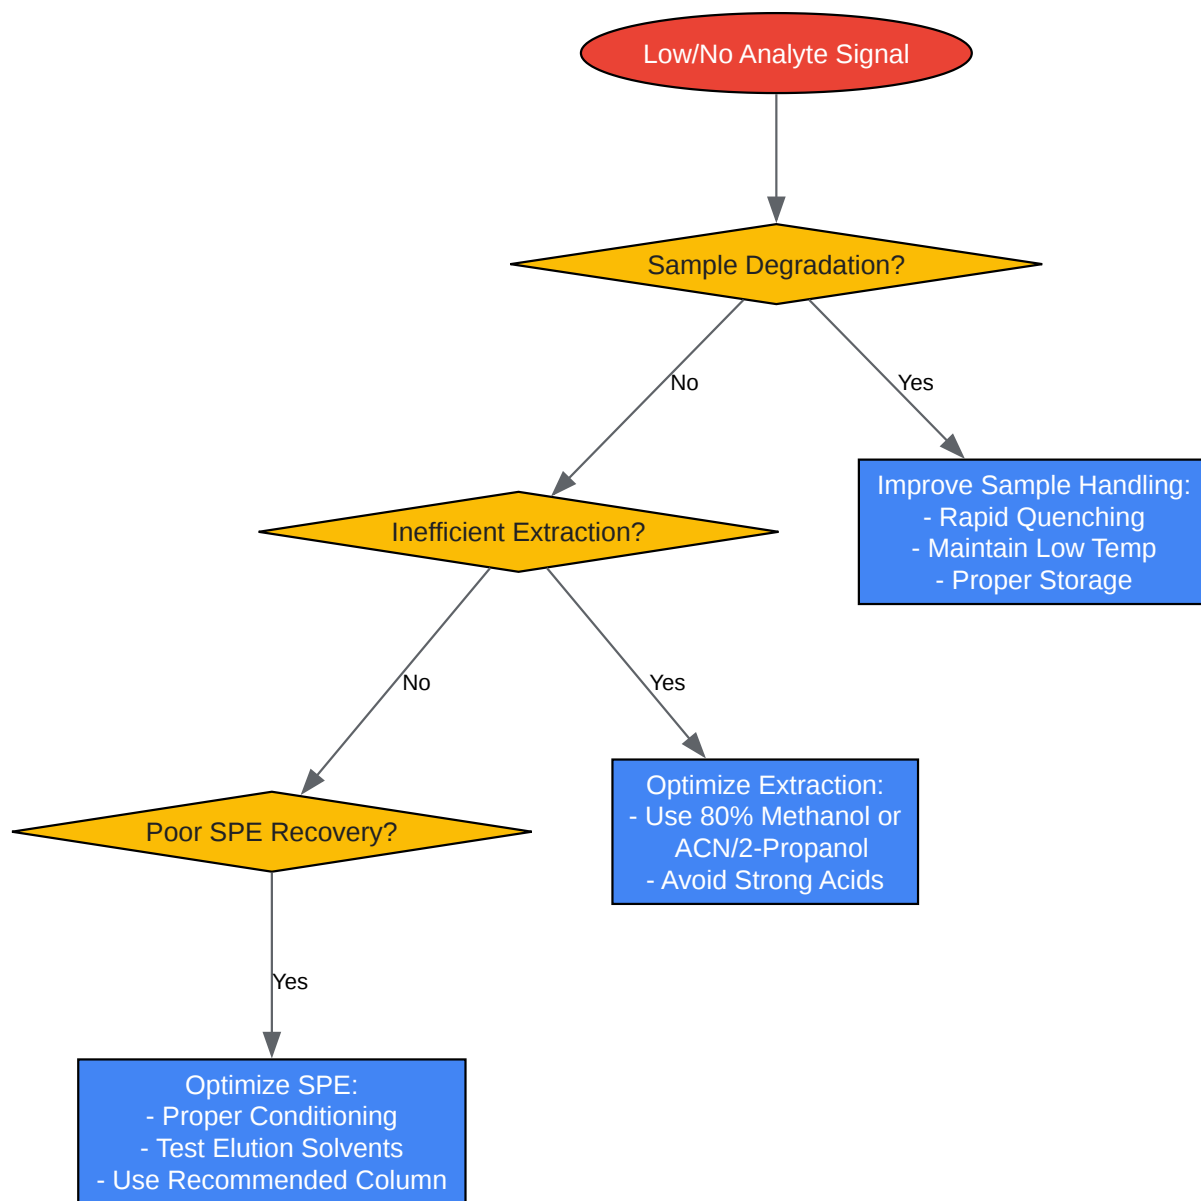 Low/No Analyte Signal
Sample Degradation?
No
Yes
Improve Sample Handling:
- Rapid Quenching
- Maintain Low Temp
- Proper Storage
Inefficient Extraction?
No
Yes
Optimize Extraction:
- Use 80% Methanol or
ACN/2-Propanol
- Avoid Strong Acids
Poor SPE Recovery?
Yes
Optimize SPE:
- Proper Conditioning
- Test Elution Solvents
- Use Recommended Column